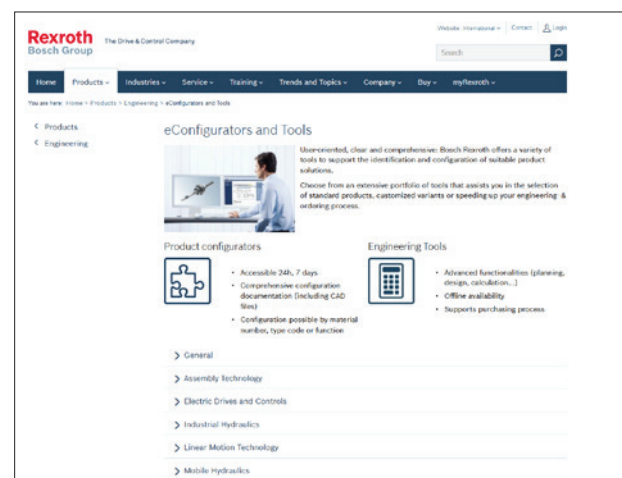 Website: International
Contact
Login
Rexroth
Bosch Group
The Drive & Control Company
Search
Home
Products
Industries
Service
Training
Trends and Topics
Company
Buy
myRexroth
You are here: Home > Products > Engineering > eConfigurators and Tools
Products
Engineering
eConfigurators and Tools
User-oriented, clear and comprehensive: Bosch Rexroth offers a variety of
tools to support the identification and configuration of suitable product
solutions.
Choose from an extensive portfolio of tools that assists you in the selection
of standard products, customized variants or speeding up your engineering &
ordering process.
Product configurators
• Accessible 24h, 7 days
• Comprehensive configuration
documentation (including CAD
files)
• Configuration possible by material
number, type code or function
Engineering Tools
• Advanced functionalities (planning,
design, calculation...)
• Offline availability
• Supports purchasing process
General
Assembly Technology
Electric Drives and Controls
Industrial Hydraulics
Linear Motion Technology
Mobile Hydraulics